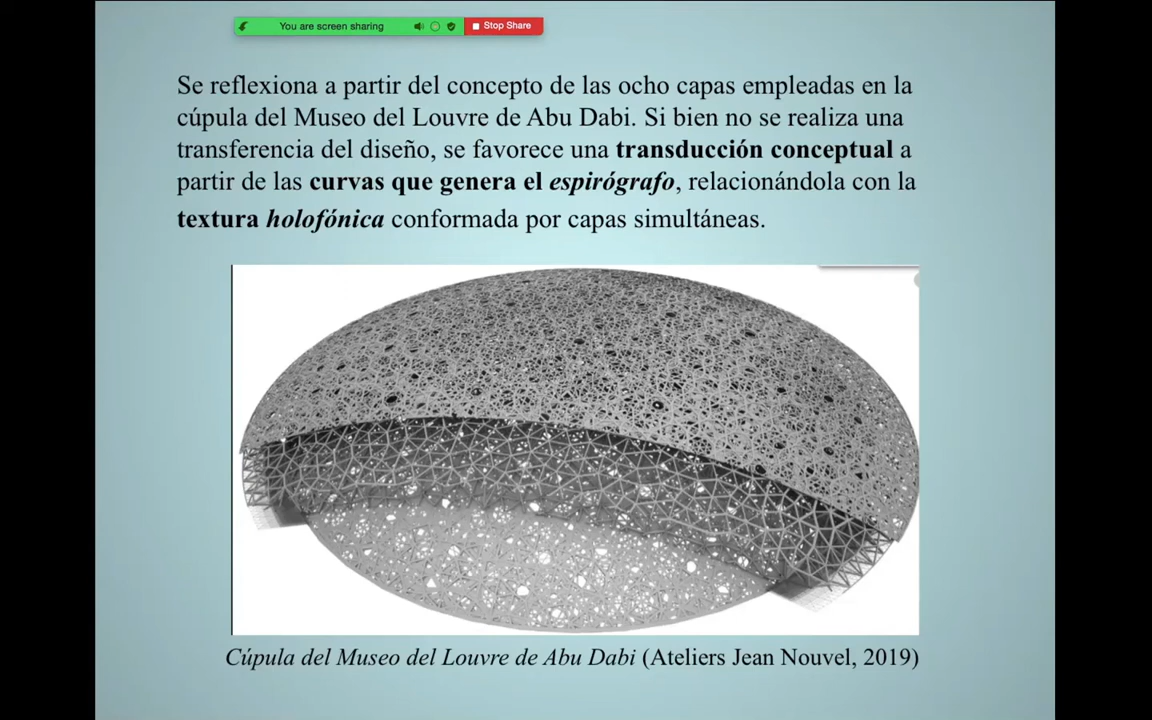 You are screen sharing
Stop Share
Se reflexiona a partir del concepto de las ocho capas empleadas en la
cúpula del Museo del Louvre de Abu Dabi. Si bien no se realiza una
transferencia del diseño, se favorece una transducción conceptual a
partir de las curvas que genera el espirógrafo, relacionándola con la
textura holofónica conformada por capas simultáneas.
Cúpula del Museo del Louvre de Abu Dabi (Ateliers Jean Nouvel, 2019)